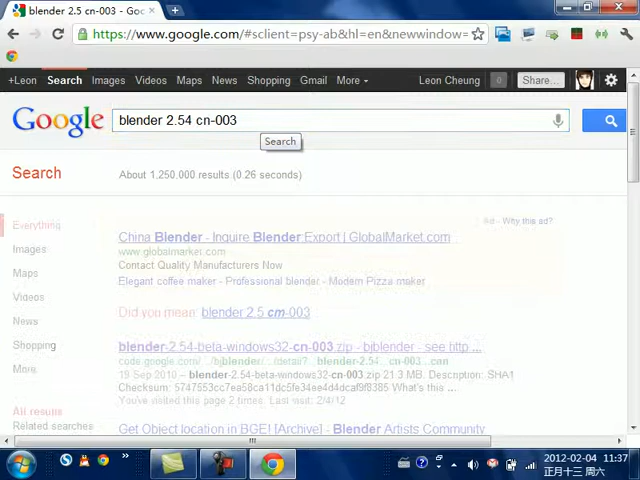 blender 2.5 cn-003 - Goo
https://www.google.com/#sclient=psy-ab&hl=en&newwindow=
+Leon Search Images Videos Maps News Shopping Gmail More Leon Cheung 0 Share...
Google blender 2.54 cn-003
Search
Search About 1,250,000 results (0.26 seconds)
Everything
Images
Maps
Videos
News
Shopping
More
All results
Related searches
Ad - Why this ad?
China Blender - Inquire Blender Export | GlobalMarket.com
www.globalmarket.com
Contact Quality Manufacturers Now
Elegant coffee maker - Professional blender - Modern Pizza maker
Did you mean: blender 2.5 cm-003
blender-2.54-beta-windows32-cn-003.zip - bjblender - see http ...
code.google.com/.../bjblender/.../detail?...blender-2.54...cn-003...
19 Sep 2010 – blender-2.54-beta-windows32-cn-003.zip 21.3 MB. Description: SHA1
Checksum: 5747553cc7ea58ca11dc5fe34ee4d4dcaf9f8385 What's this ...
You've visited this page 2 times. Last visit: 2/4/12
Get Object location in BGE! [Archive] - Blender Artists Community
2012-02-04 11:37
正月十三 周六